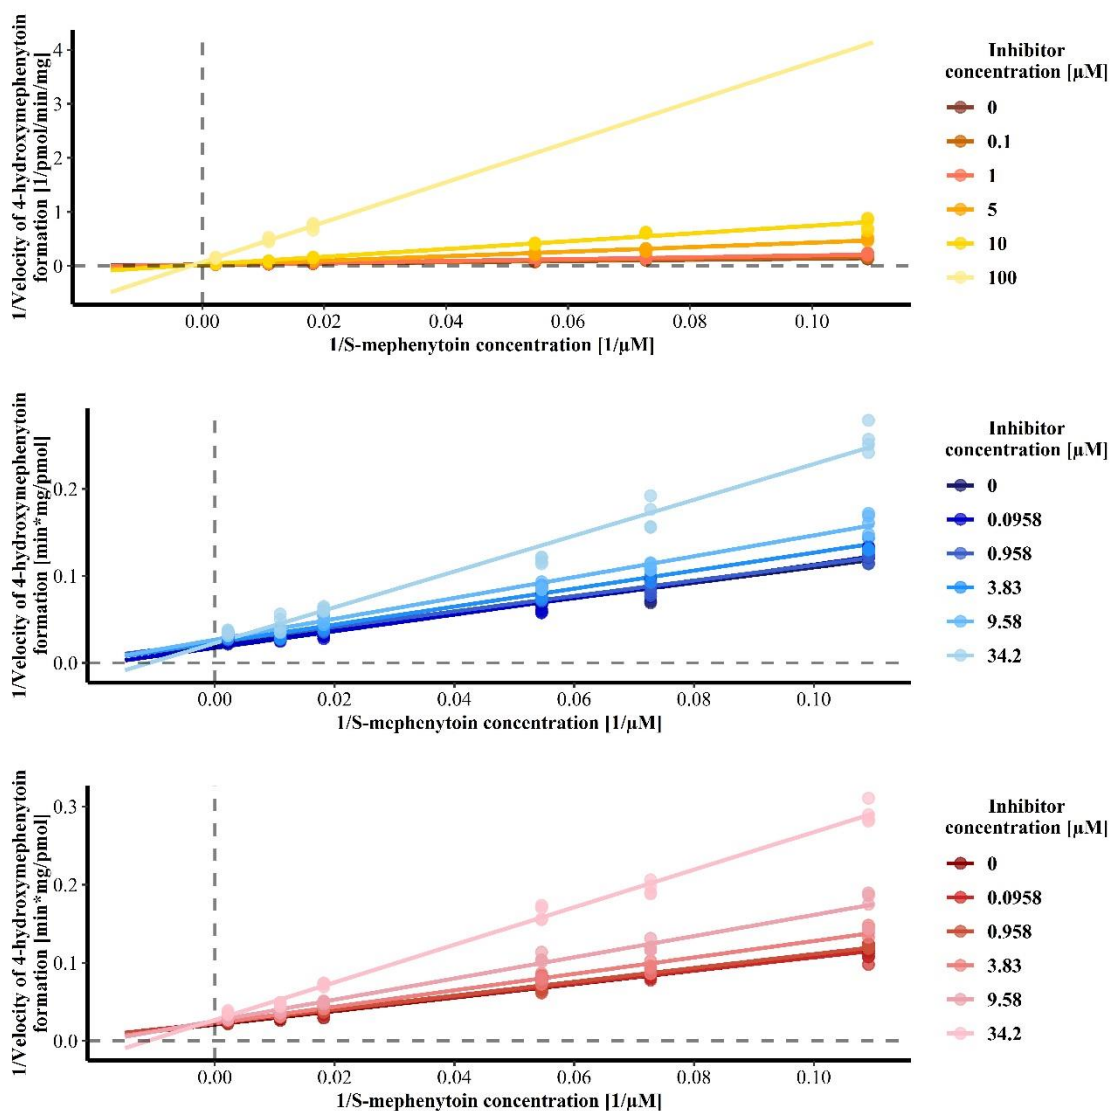 1/Velocity of 4-hydroxymephenytoin
formation [1/pmol/min/mg]
4
3
2
1
0
0.00 0.02 0.04 0.06 0.08 0.10
1/S-mephenytoin concentration [1/µM]
Inhibitor
concentration [µM]
0
0.1
1
5
10
100
1/Velocity of 4-hydroxymephenytoin
formation [min*mg/pmol]
0.2
0.1
0.0
0.00 0.02 0.04 0.06 0.08 0.10
1/S-mephenytoin concentration [1/µM]
Inhibitor
concentration [µM]
0
0.0958
0.958
3.83
9.58
34.2
1/Velocity of 4-hydroxymephenytoin
formation [min*mg/pmol]
0.3
0.2
0.1
0.0
0.00 0.02 0.04 0.06 0.08 0.10
1/S-mephenytoin concentration [1/µM]
Inhibitor
concentration [µM]
0
0.0958
0.958
3.83
9.58
34.2